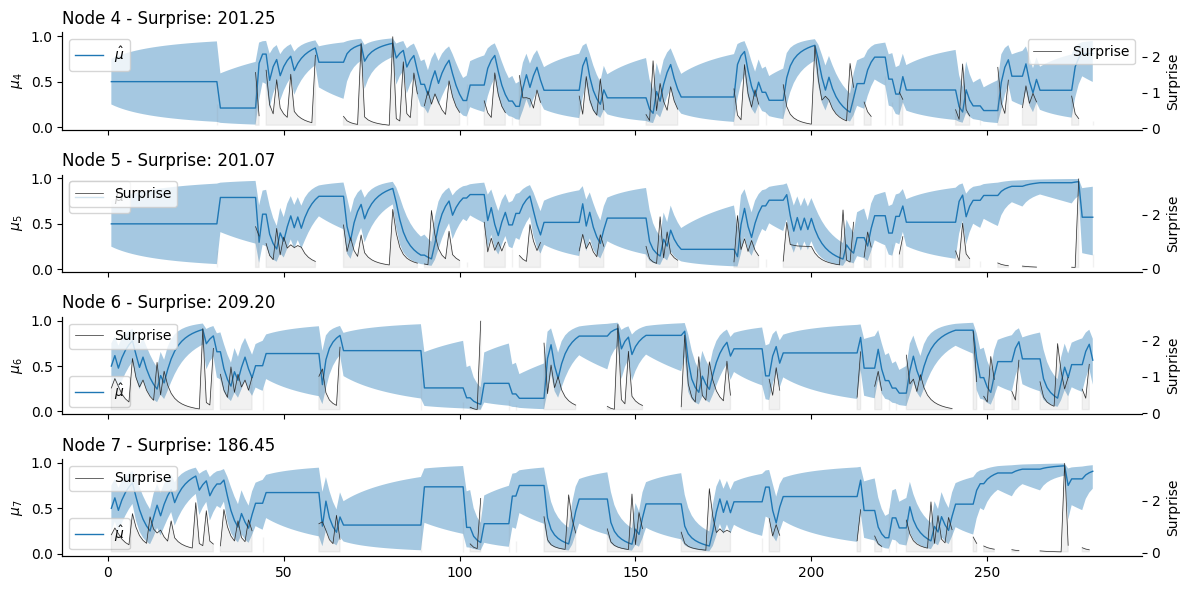 Node 4 - Surprise: 201.25
1.0
0.5
0.0
μ4
μ̂
Surprise
2
1
0
Surprise
Node 5 - Surprise: 201.07
1.0
0.5
0.0
μ5
Surprise
2
0
Surprise
Node 6 - Surprise: 209.20
1.0
0.5
0.0
μ6
Surprise
μ̂
2
1
0
Surprise
Node 7 - Surprise: 186.45
1.0
0.5
0.0
μ7
Surprise
μ̂
2
0
Surprise
0 50 100 150 200 250